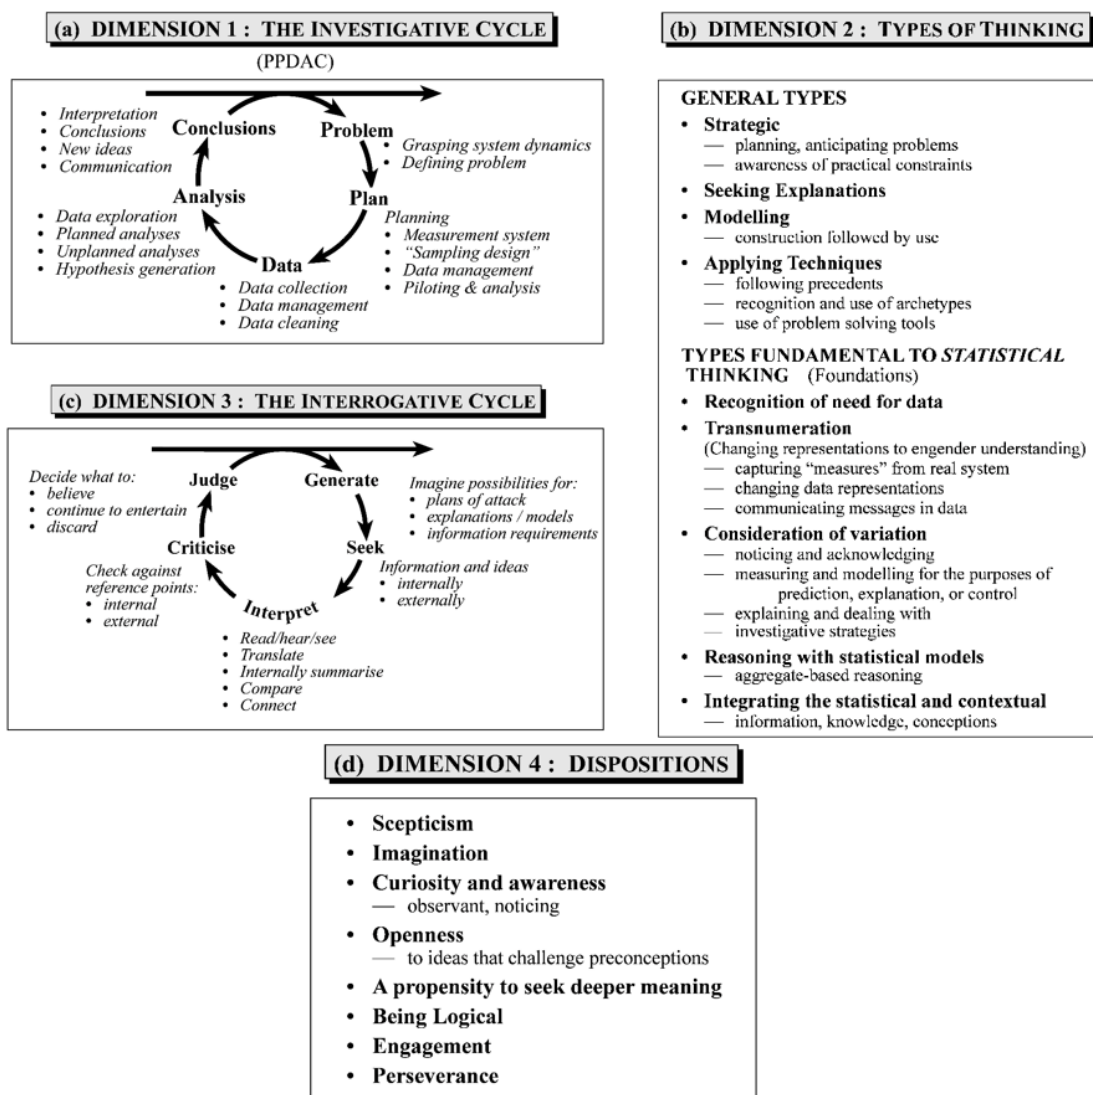 (a) DIMENSION 1 : THE INVESTIGATIVE CYCLE
(PPDAC)
• Interpretation
• Conclusions
• New ideas
• Communication
Conclusions
Problem
• Grasping system dynamics
• Defining problem
Analysis
Plan
• Data exploration
• Planned analyses
• Unplanned analyses
• Hypothesis generation
Planning
• Measurement system
• “Sampling design”
• Data management
• Piloting & analysis
Data
• Data collection
• Data management
• Data cleaning
(b) DIMENSION 2 : TYPES OF THINKING
GENERAL TYPES
• Strategic
— planning, anticipating problems
— awareness of practical constraints
• Seeking Explanations
• Modelling
— construction followed by use
• Applying Techniques
— following precedents
— recognition and use of archetypes
— use of problem solving tools
TYPES FUNDAMENTAL TO STATISTICAL
THINKING (Foundations)
• Recognition of need for data
• Transnumeration
(Changing representations to engender understanding)
— capturing “measures” from real system
— changing data representations
— communicating messages in data
• Consideration of variation
— noticing and acknowledging
— measuring and modelling for the purposes of
prediction, explanation, or control
— explaining and dealing with
— investigative strategies
• Reasoning with statistical models
— aggregate-based reasoning
• Integrating the statistical and contextual
— information, knowledge, conceptions
(c) DIMENSION 3 : THE INTERROGATIVE CYCLE
Decide what to:
• believe
• continue to entertain
• discard
Judge
Generate
Imagine possibilities for:
• plans of attack
• explanations / models
• information requirements
Criticise
Seek
Check against
reference points:
• internal
• external
Information and ideas
• internally
• externally
Interpret
• Read/hear/see
• Translate
• Internally summarise
• Compare
• Connect
(d) DIMENSION 4 : DISPOSITIONS
• Scepticism
• Imagination
• Curiosity and awareness
— observant, noticing
• Openness
— to ideas that challenge preconceptions
• A propensity to seek deeper meaning
• Being Logical
• Engagement
• Perseverance